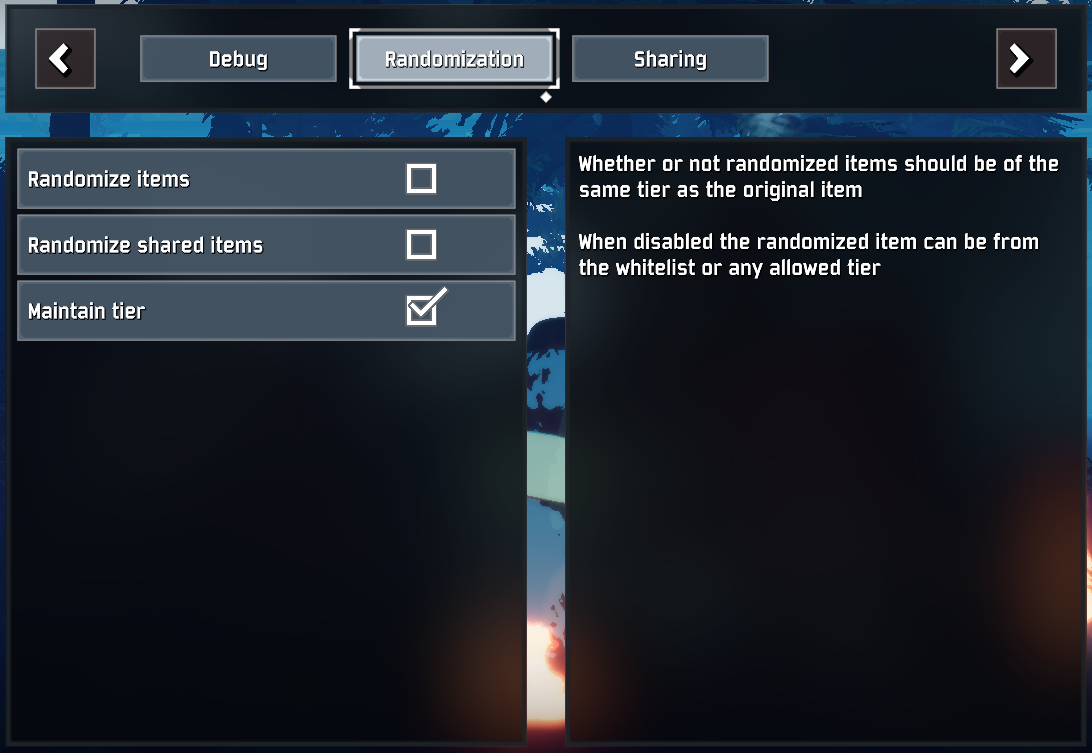 Debug
Randomization
Sharing
Randomize items
Randomize shared items
Maintain tier
Whether or not randomized items should be of the
same tier as the original item
When disabled the randomized item can be from
the whitelist or any allowed tier